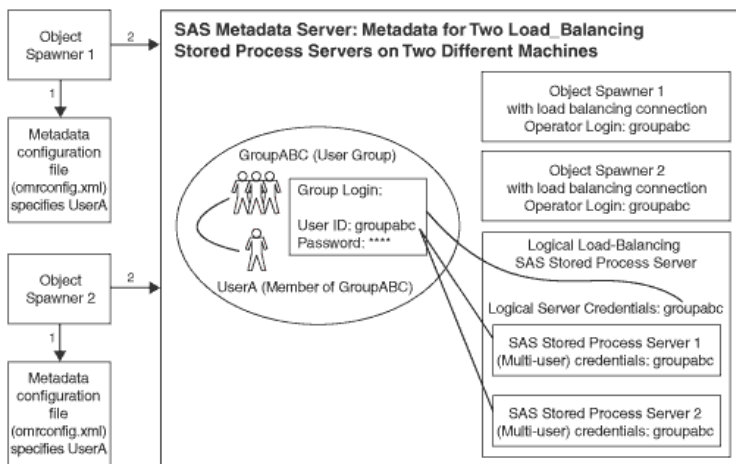 Object
Spawner 1
2
1
Metadata
configuration
file
(omrconfig.xml)
specifies UserA
Object
Spawner 2
2
1
Metadata
configuration
file
(omrconfig.xml)
specifies UserA
SAS Metadata Server: Metadata for Two Load_Balancing
Stored Process Servers on Two Different Machines
GroupABC (User Group)
Group Login:
User ID: groupabc
Password: ****
UserA (Member of GroupABC)
Object Spawner 1
with load balancing connection
Operator Login: groupabc
Object Spawner 2
with load balancing connection
Operator Login: groupabc
Logical Load-Balancing
SAS Stored Process Server
Logical Server Credentials: groupabc
SAS Stored Process Server 1
(Multi-user) credentials: groupabc
SAS Stored Process Server 2
(Multi-user) credentials: groupabc